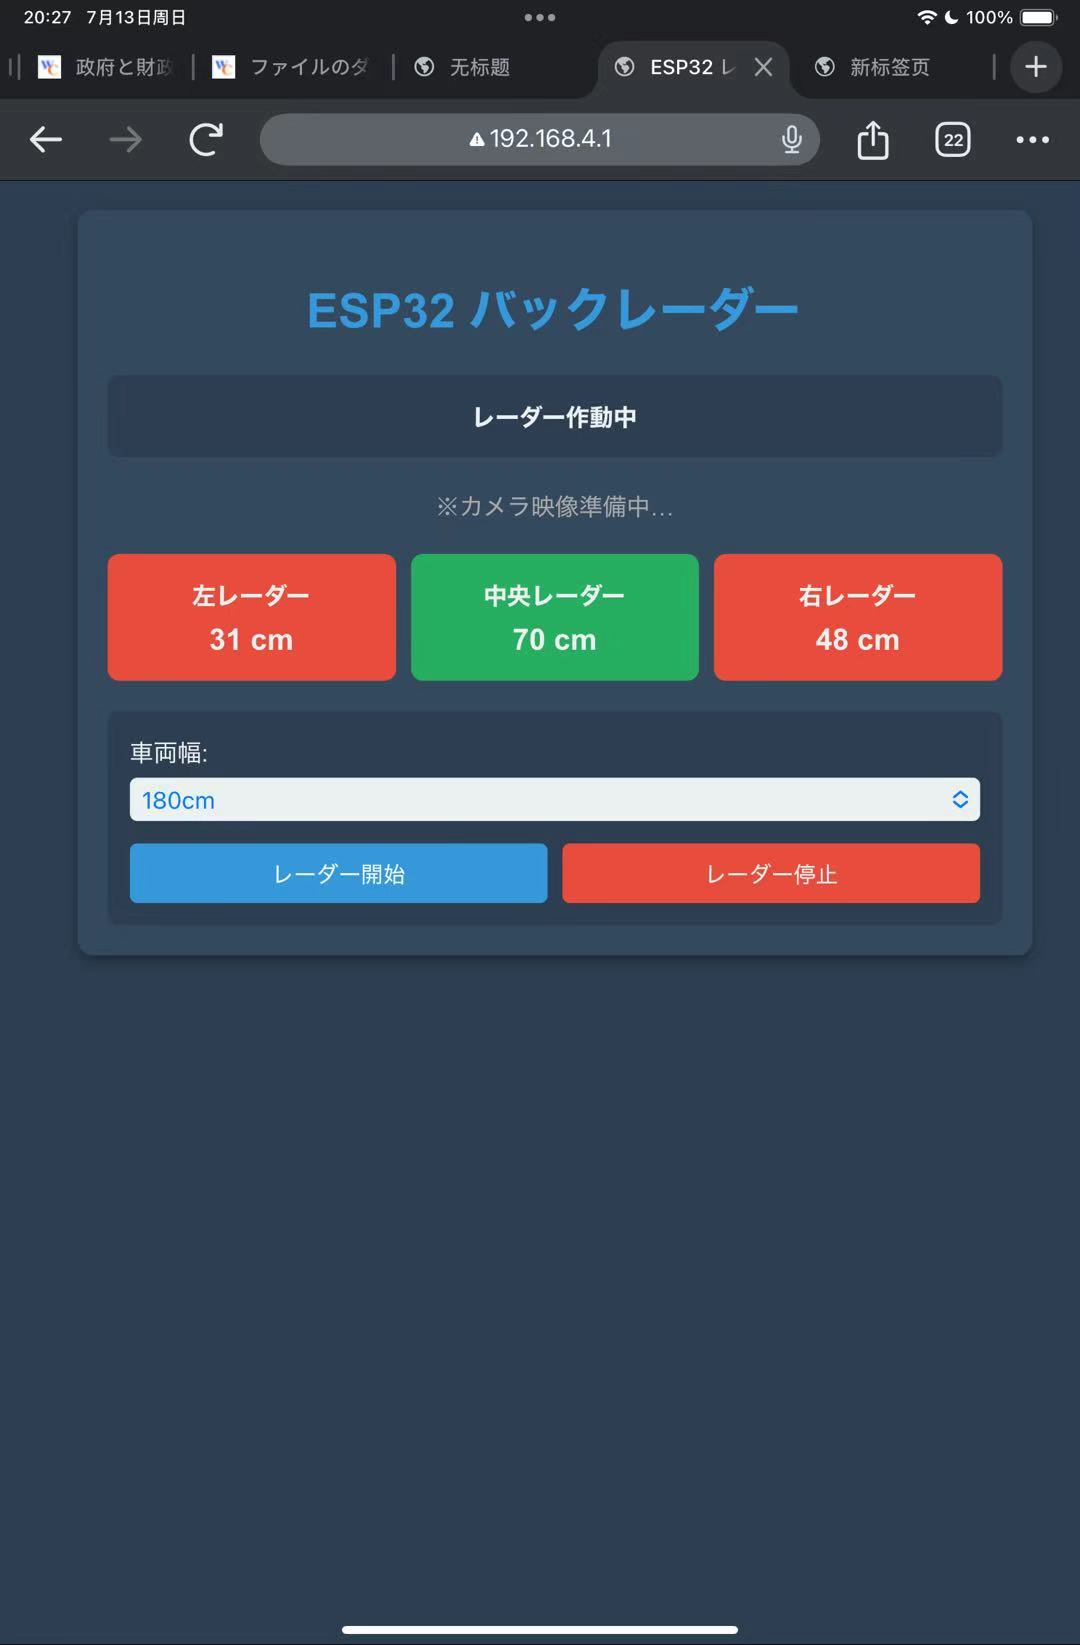 20:27 7月13日周日
100%
政府と財政
ファイルのダ
无标题
ESP32 レ
新标签页
192.168.4.1
22
ESP32 バックレーダー
レーダー作動中
※カメラ映像準備中...
左レーダー
31 cm
中央レーダー
70 cm
右レーダー
48 cm
車両幅:
180cm
レーダー開始
レーダー停止